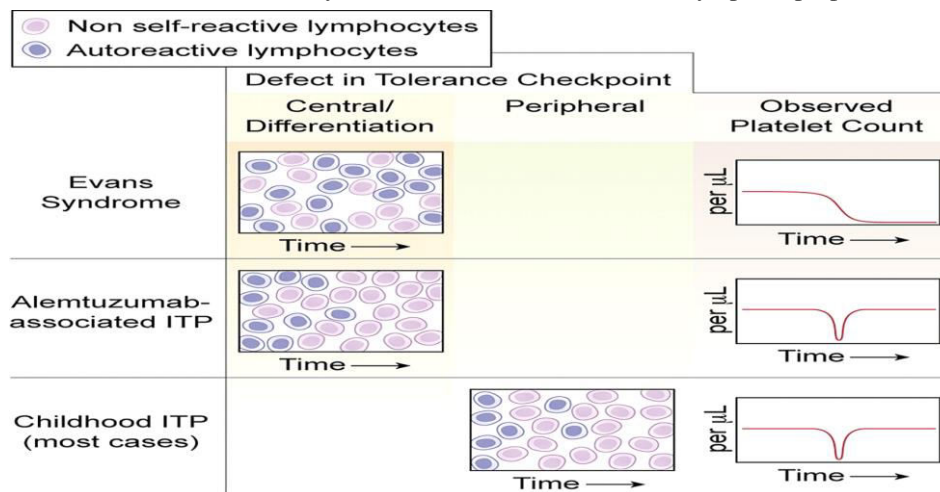 Non self-reactive lymphocytes
Autoreactive lymphocytes
Defect in Tolerance Checkpoint
Central/
Differentiation
Peripheral
Observed
Platelet Count
Evans
Syndrome
Time
per µL
Time
Alemtuzumab-
associated ITP
Time
per µL
Time
Childhood ITP
(most cases)
Time
per µL
Time